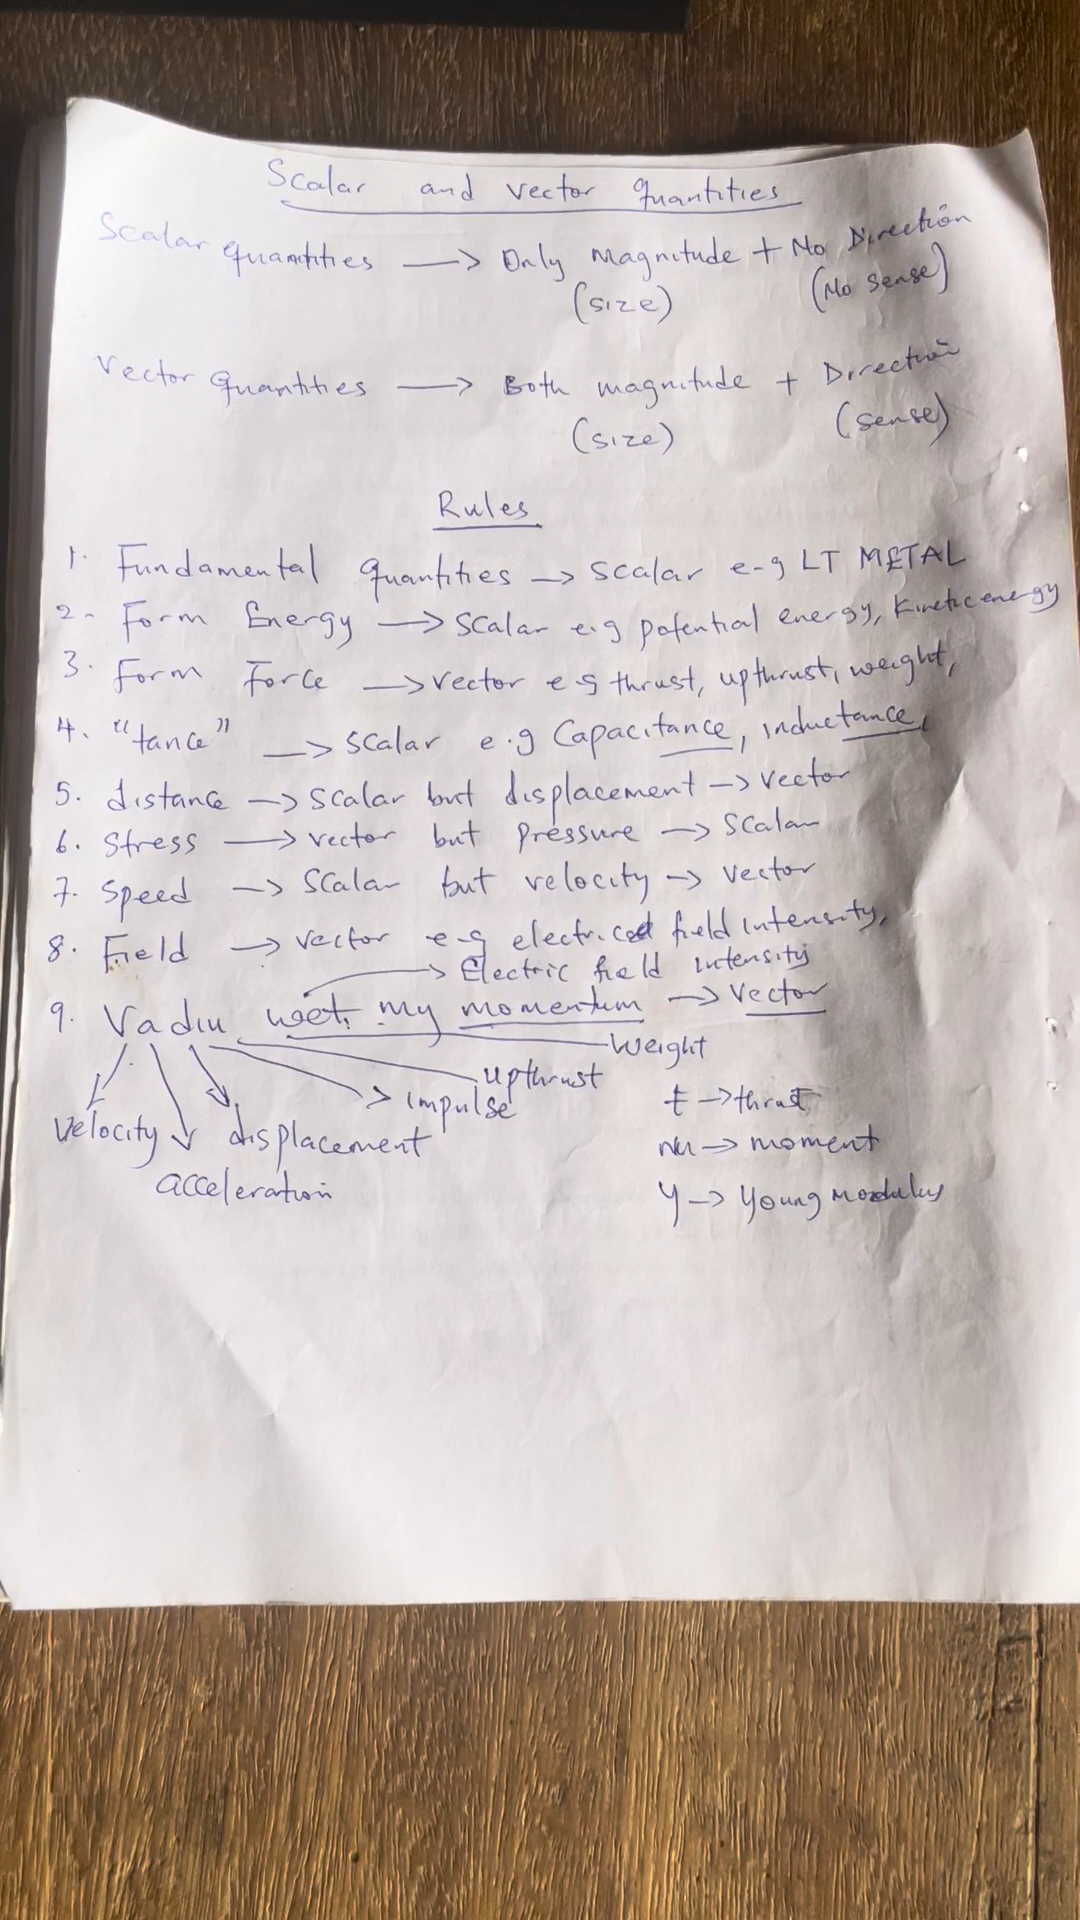 Scalar and vector Quantities
Scalar quantities → Only magnitude + No Direction
(size) (No sense)
Vector Quantities → Both magnitude + Direction
(size) (sense)
Rules
1. Fundamental quantities → scalar e-g LT METAL
2- Form Energy → scalar e.g potential energy, Kinetic energy
3. Form Force → vector e-g thrust, upthrust, weight,
4. "tance" → scalar e.g Capacitance, inductance,
5. distance → scalar but displacement → vector
6. Stress → vector but pressure → scalar
7. Speed → scalar but velocity → vector
8. Field → vector e-g electrical field intensity,
→ Electric field intensity
9. Vadiu wet my momentum → vector
Weight
upthrust
impulse
velocity displacement
acceleration
t → thrust
m → moment
y → young modulus